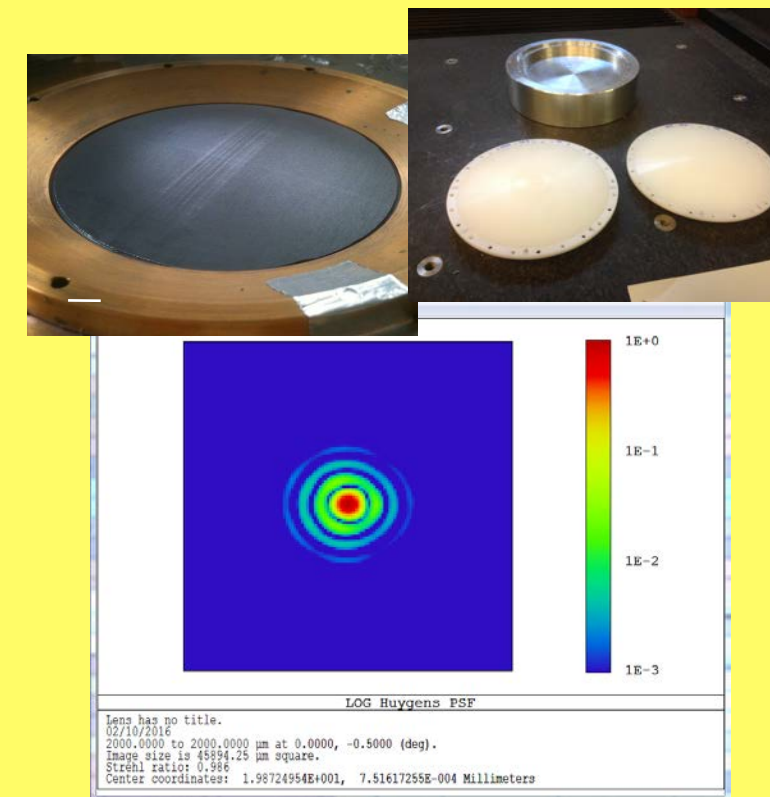 1E+0
1E-1
1E-2
1E-3
LOG Huygens PSF
Lens has no title.
02/10/2016
2000.0000 to 2000.0000 µm at 0.0000, -0.5000 (deg).
Image size is 45894.25 µm square.
Strehl ratio: 0.986
Center coordinates: 1.98724954E+001, 7.51617255E-004 Millimeters